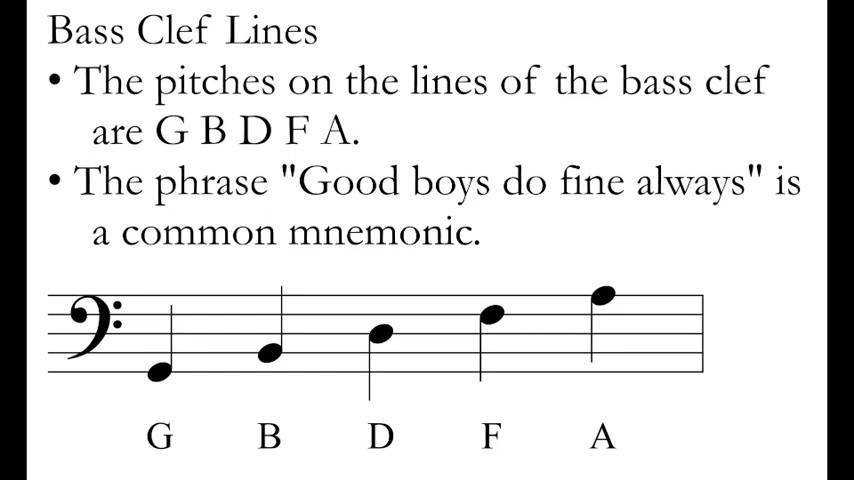 Bass Clef Lines
• The pitches on the lines of the bass clef
are G B D F A.
• The phrase "Good boys do fine always" is
a common mnemonic.
G B D F A